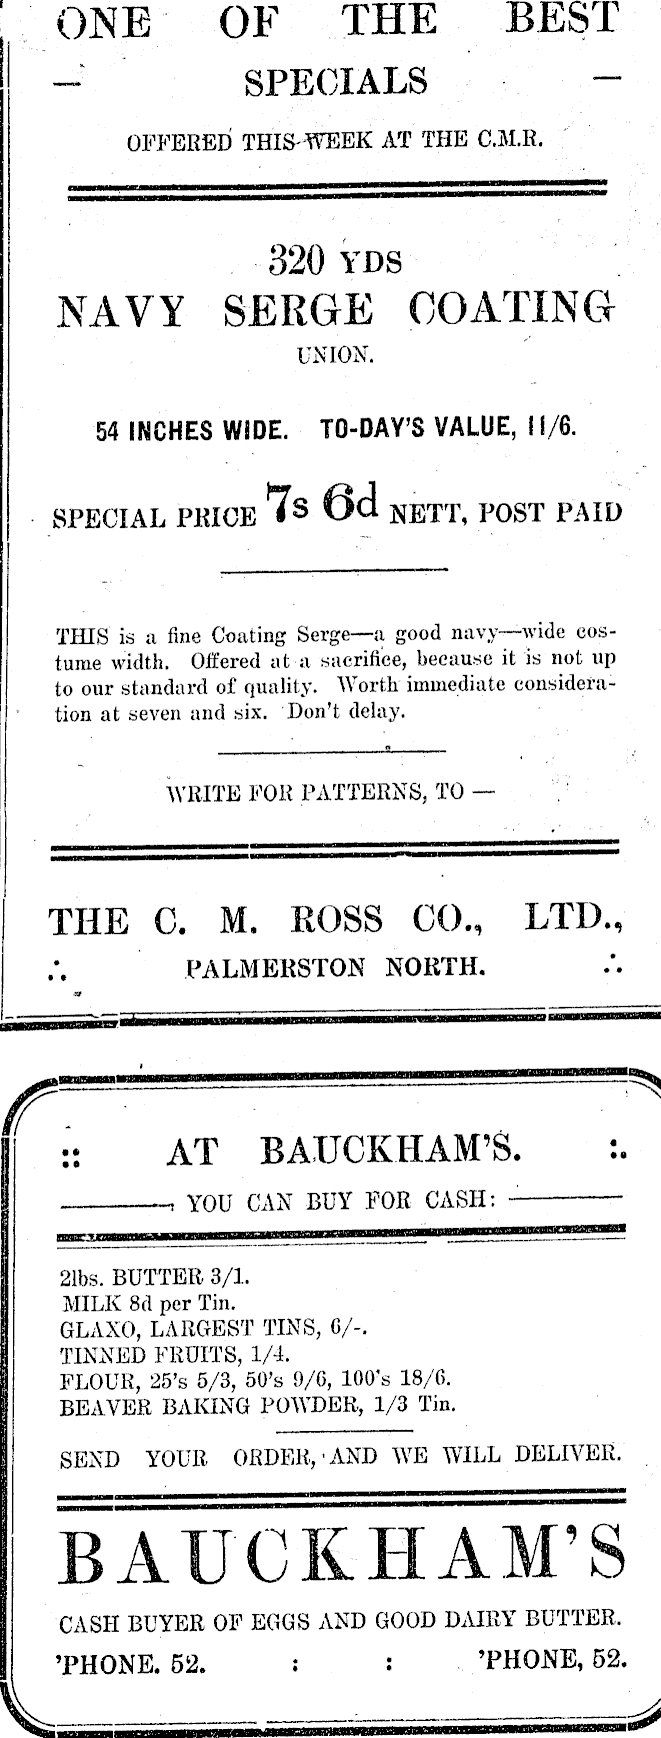 ONE OF THE BEST
— SPECIALS —
OFFERED THIS WEEK AT THE C.M.R.
320 YDS
NAVY SERGE COATING
UNION.
54 INCHES WIDE. TO-DAY'S VALUE, 11/6.
SPECIAL PRICE 7s 6d NETT, POST PAID
THIS is a fine Coating Serge—a good navy—wide cos-
tume width. Offered at a sacrifice, because it is not up
to our standard of quality. Worth immediate considera-
tion at seven and six. Don't delay.
WRITE FOR PATTERNS, TO —
THE C. M. ROSS CO., LTD.,
∴ PALMERSTON NORTH. ∴
:: AT BAUCKHAM'S. :.
YOU CAN BUY FOR CASH:
2lbs. BUTTER 3/1.
MILK 8d per Tin.
GLAXO, LARGEST TINS, 6/-.
TINNED FRUITS, 1/4.
FLOUR, 25's 5/3, 50's 9/6, 100's 18/6.
BEAVER BAKING POWDER, 1/3 Tin.
SEND YOUR ORDER, AND WE WILL DELIVER.
BAUCKHAM'S
CASH BUYER OF EGGS AND GOOD DAIRY BUTTER.
'PHONE. 52. : : 'PHONE, 52.